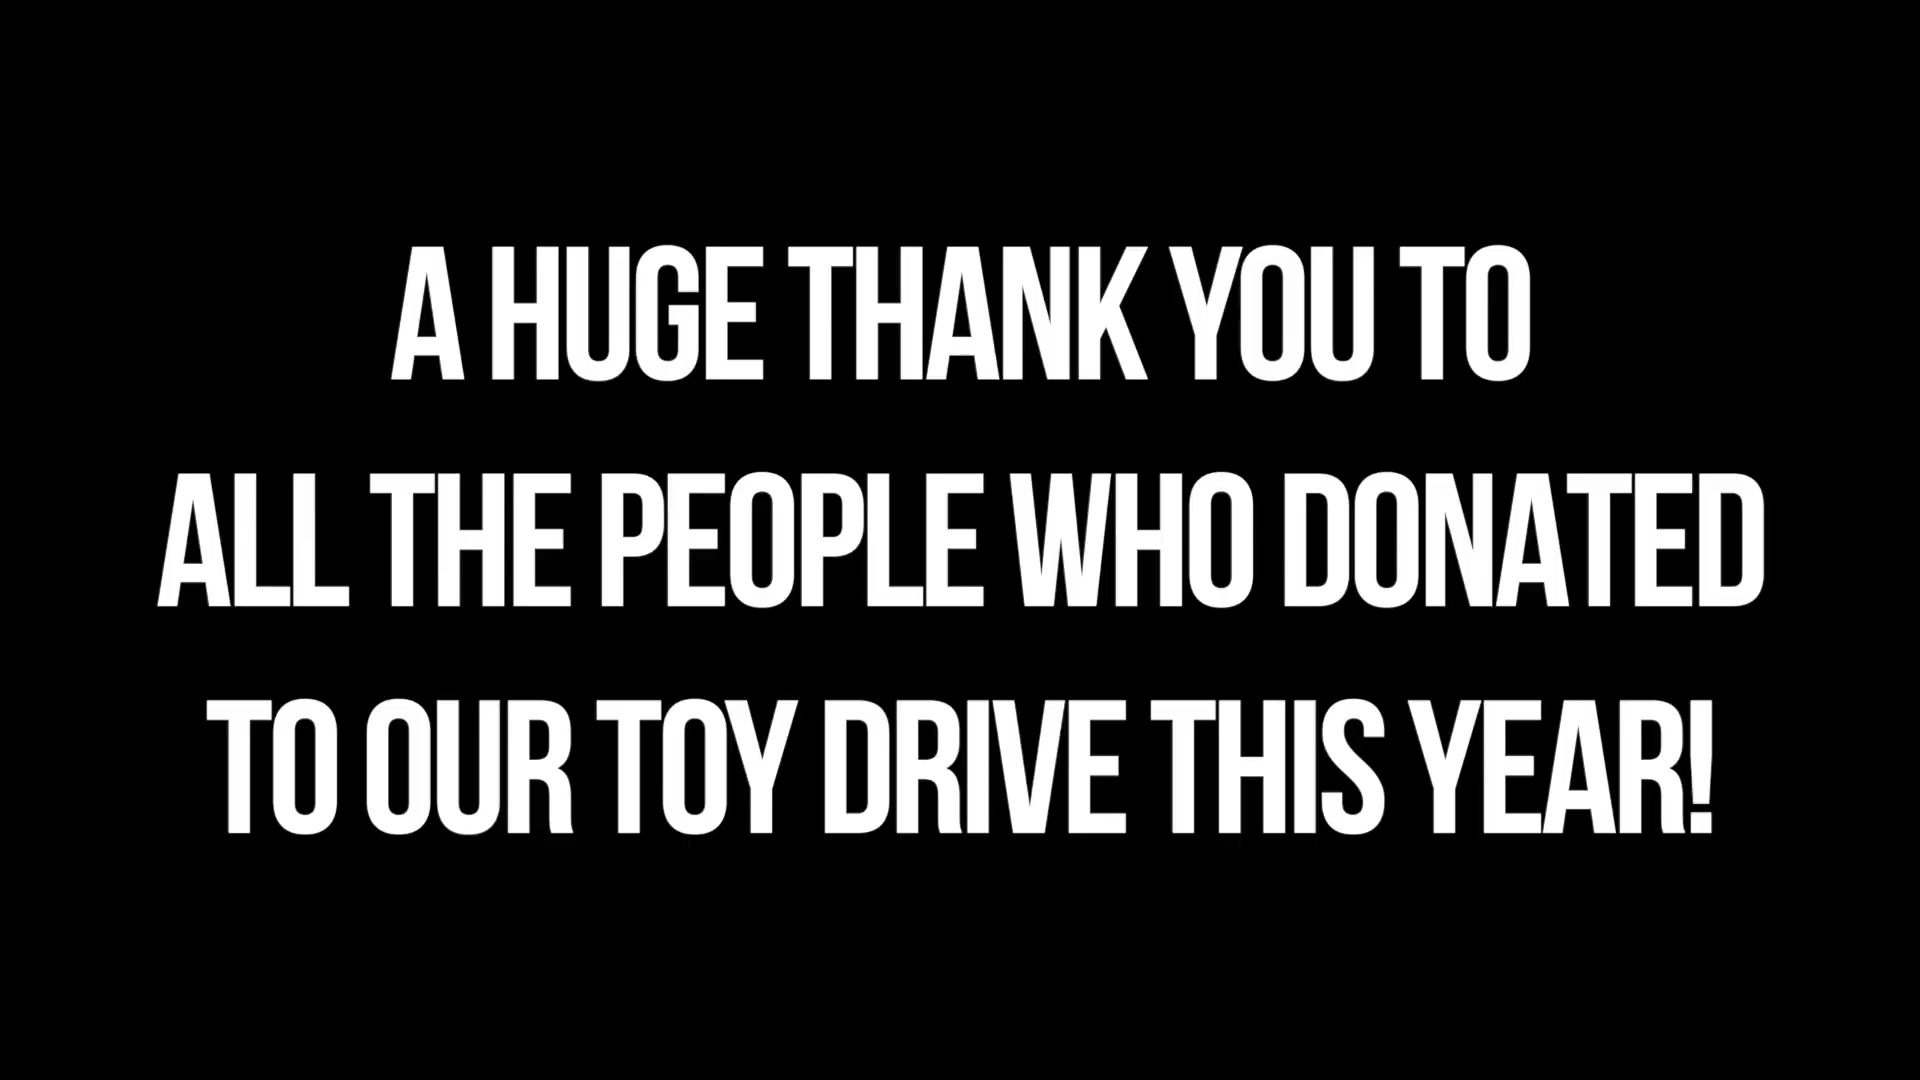 A HUGE THANK YOU TO
ALL THE PEOPLE WHO DONATED
TO OUR TOY DRIVE THIS YEAR!